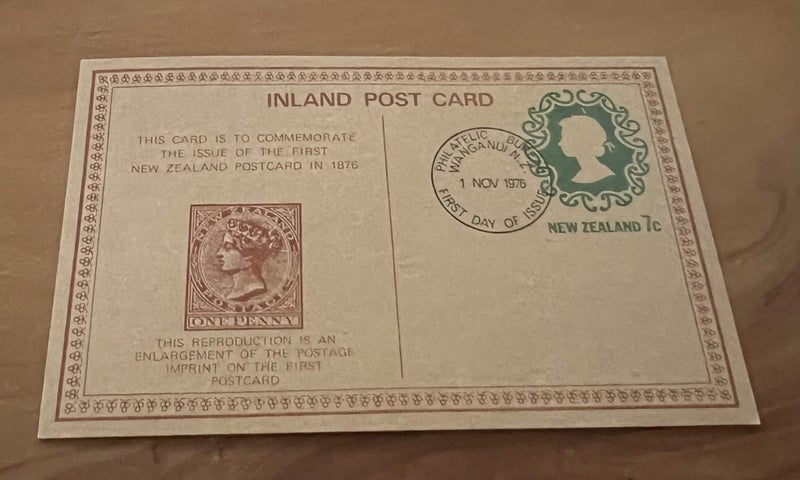 INLAND POST CARD
THIS CARD IS TO COMMEMORATE
THE ISSUE OF THE FIRST
NEW ZEALAND POSTCARD IN 1876
NEW ZEALAND
POSTAGE
ONE PENNY
THIS REPRODUCTION IS AN
ENLARGEMENT OF THE POSTAGE
IMPRINT ON THE FIRST
POSTCARD
PHILATELIC
WANGANUI N.Z.
1 NOV 1976
FIRST DAY OF ISSUE
NEW ZEALAND 7c